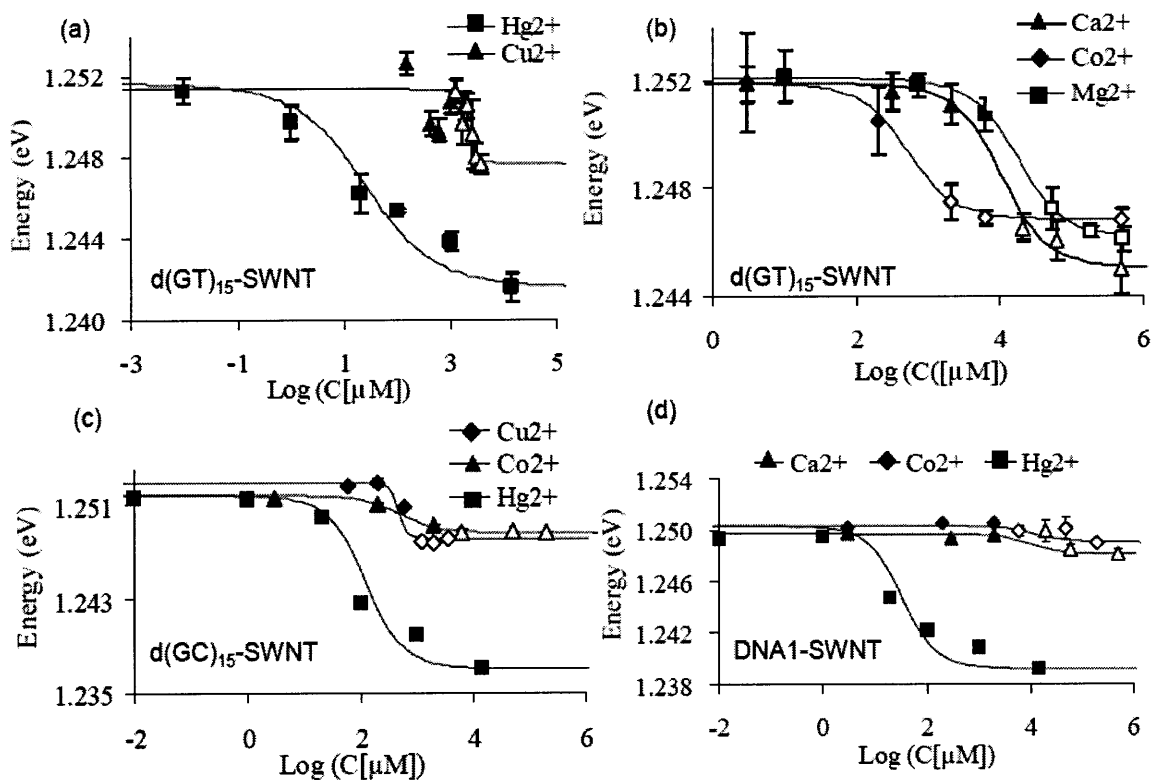 (a)
Hg2+
Cu2+
1.252
1.248
1.244
1.240
Energy (eV)
d(GT)15-SWNT
-3 -1 1 3 5
Log (C[µM])
(b)
Ca2+
Co2+
Mg2+
1.252
1.248
1.244
Energy (eV)
d(GT)15-SWNT
0 2 4 6
Log (C([µM])
(c)
Cu2+
Co2+
Hg2+
1.251
1.243
1.235
Energy (eV)
d(GC)15-SWNT
-2 0 2 4 6
Log (C[µM])
(d)
Ca2+ Co2+ Hg2+
1.254
1.250
1.246
1.242
1.238
Energy (eV)
DNA1-SWNT
-2 0 2 4 6
Log (C[µM])